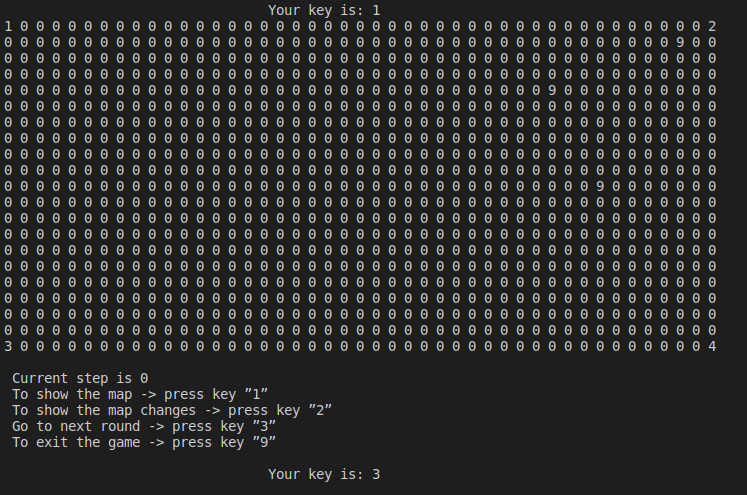 Your key is: 1
1 0 0 0 0 0 0 0 0 0 0 0 0 0 0 0 0 0 0 0 0 0 0 0 0 0 0 0 0 0 0 0 0 0 0 0 0 0 0 0 0 0 0 0 2
0 0 0 0 0 0 0 0 0 0 0 0 0 0 0 0 0 0 0 0 0 0 0 0 0 0 0 0 0 0 0 0 0 0 0 0 0 0 0 0 0 0 9 0 0
0 0 0 0 0 0 0 0 0 0 0 0 0 0 0 0 0 0 0 0 0 0 0 0 0 0 0 0 0 0 0 0 0 0 0 0 0 0 0 0 0 0 0 0 0
0 0 0 0 0 0 0 0 0 0 0 0 0 0 0 0 0 0 0 0 0 0 0 0 0 0 0 0 0 0 0 0 0 0 0 0 0 0 0 0 0 0 0 0 0
0 0 0 0 0 0 0 0 0 0 0 0 0 0 0 0 0 0 0 0 0 0 0 0 0 0 0 0 0 0 0 0 0 0 9 0 0 0 0 0 0 0 0 0 0
0 0 0 0 0 0 0 0 0 0 0 0 0 0 0 0 0 0 0 0 0 0 0 0 0 0 0 0 0 0 0 0 0 0 0 0 0 0 0 0 0 0 0 0 0
0 0 0 0 0 0 0 0 0 0 0 0 0 0 0 0 0 0 0 0 0 0 0 0 0 0 0 0 0 0 0 0 0 0 0 0 0 0 0 0 0 0 0 0 0
0 0 0 0 0 0 0 0 0 0 0 0 0 0 0 0 0 0 0 0 0 0 0 0 0 0 0 0 0 0 0 0 0 0 0 0 0 0 0 0 0 0 0 0 0
0 0 0 0 0 0 0 0 0 0 0 0 0 0 0 0 0 0 0 0 0 0 0 0 0 0 0 0 0 0 0 0 0 0 0 0 0 0 0 0 0 0 0 0 0
0 0 0 0 0 0 0 0 0 0 0 0 0 0 0 0 0 0 0 0 0 0 0 0 0 0 0 0 0 0 0 0 0 0 0 0 0 0 0 0 0 0 0 0 0
0 0 0 0 0 0 0 0 0 0 0 0 0 0 0 0 0 0 0 0 0 0 0 0 0 0 0 0 0 0 0 0 0 0 0 0 0 9 0 0 0 0 0 0 0
0 0 0 0 0 0 0 0 0 0 0 0 0 0 0 0 0 0 0 0 0 0 0 0 0 0 0 0 0 0 0 0 0 0 0 0 0 0 0 0 0 0 0 0 0
0 0 0 0 0 0 0 0 0 0 0 0 0 0 0 0 0 0 0 0 0 0 0 0 0 0 0 0 0 0 0 0 0 0 0 0 0 0 0 0 0 0 0 0 0
0 0 0 0 0 0 0 0 0 0 0 0 0 0 0 0 0 0 0 0 0 0 0 0 0 0 0 0 0 0 0 0 0 0 0 0 0 0 0 0 0 0 0 0 0
0 0 0 0 0 0 0 0 0 0 0 0 0 0 0 0 0 0 0 0 0 0 0 0 0 0 0 0 0 0 0 0 0 0 0 0 0 0 0 0 0 0 0 0 0
0 0 0 0 0 0 0 0 0 0 0 0 0 0 0 0 0 0 0 0 0 0 0 0 0 0 0 0 0 0 0 0 0 0 0 0 0 0 0 0 0 0 0 0 0
0 0 0 0 0 0 0 0 0 0 0 0 0 0 0 0 0 0 0 0 0 0 0 0 0 0 0 0 0 0 0 0 0 0 0 0 0 0 0 0 0 0 0 0 0
0 0 0 0 0 0 0 0 0 0 0 0 0 0 0 0 0 0 0 0 0 0 0 0 0 0 0 0 0 0 0 0 0 0 0 0 0 0 0 0 0 0 0 0 0
0 0 0 0 0 0 0 0 0 0 0 0 0 0 0 0 0 0 0 0 0 0 0 0 0 0 0 0 0 0 0 0 0 0 0 0 0 0 0 0 0 0 0 0 0
0 0 0 0 0 0 0 0 0 0 0 0 0 0 0 0 0 0 0 0 0 0 0 0 0 0 0 0 0 0 0 0 0 0 0 0 0 0 0 0 0 0 0 0 0
3 0 0 0 0 0 0 0 0 0 0 0 0 0 0 0 0 0 0 0 0 0 0 0 0 0 0 0 0 0 0 0 0 0 0 0 0 0 0 0 0 0 0 0 4
Current step is 0
To show the map -> press key ”1”
To show the map changes -> press key ”2”
Go to next round -> press key ”3”
To exit the game -> press key ”9”
Your key is: 3